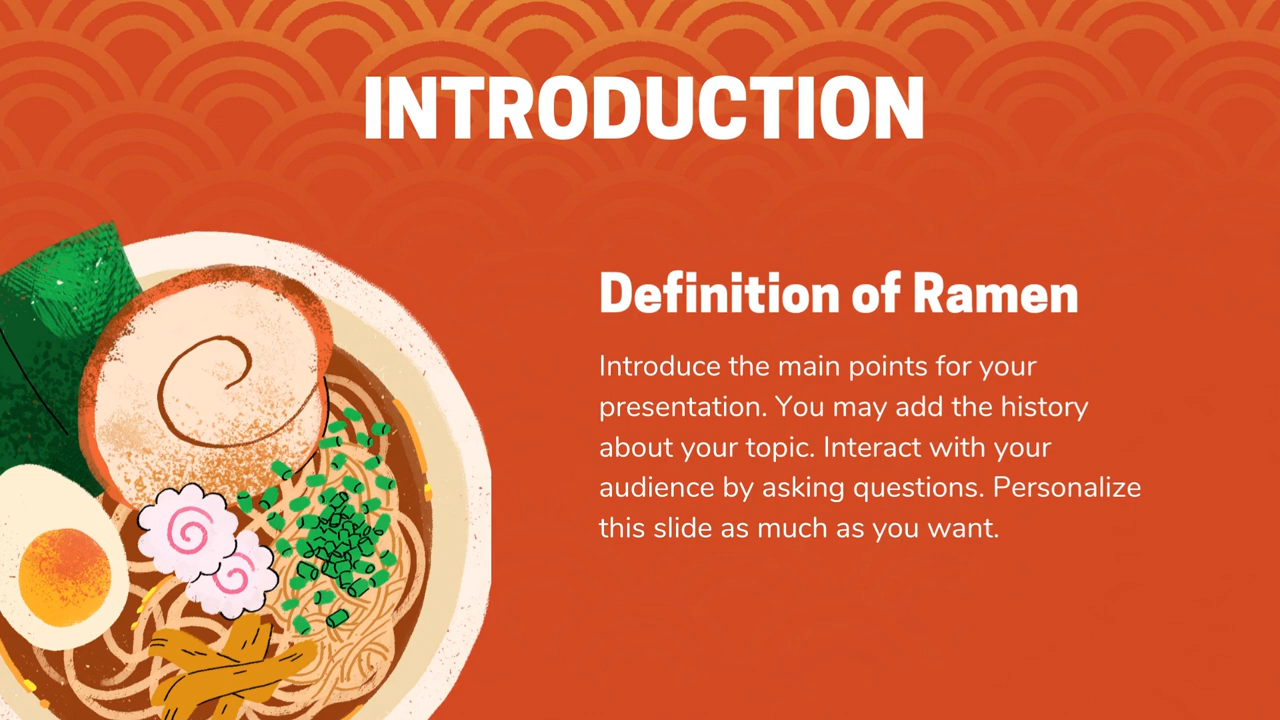 INTRODUCTION
Definition of Ramen
Introduce the main points for your
presentation. You may add the history
about your topic. Interact with your
audience by asking questions. Personalize
this slide as much as you want.